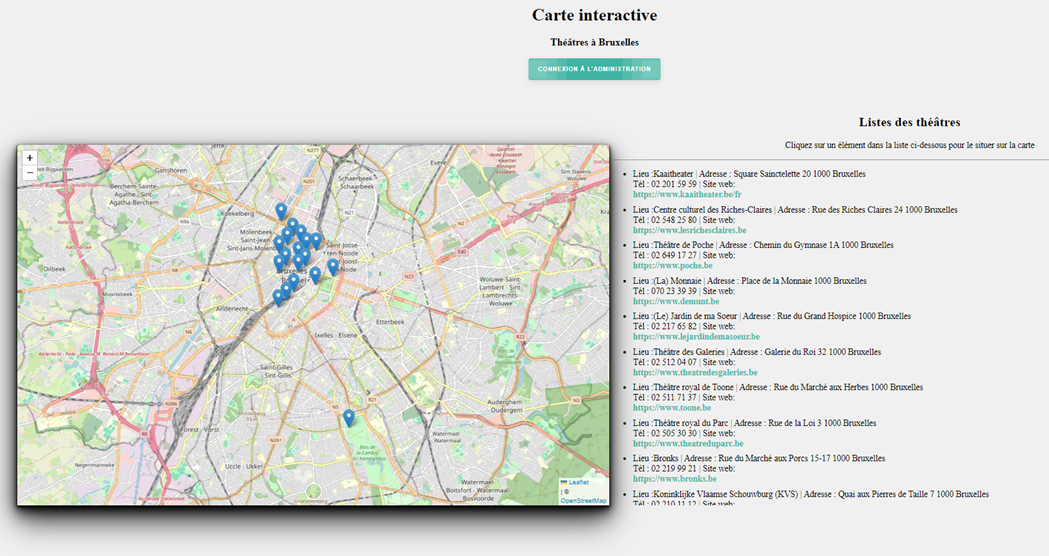 Carte interactive
Théâtres à Bruxelles
CONNEXION À L'ADMINISTRATION
Listes des théâtres
Cliquez sur un élément dans la liste ci-dessous pour le situer sur la carte
Lieu :Kaaitheater | Adresse : Square Sainctelette 20 1000 Bruxelles
Tél : 02 201 59 59 | Site web:
https://www.kaaitheater.be/fr
Lieu :Centre culturel des Riches-Claires | Adresse : Rue des Riches Claires 24 1000 Bruxelles
Tél : 02 548 25 80 | Site web:
https://www.lesrichesclaires.be
Lieu :Théâtre de Poche | Adresse : Chemin du Gymnase 1A 1000 Bruxelles
Tél : 02 649 17 27 | Site web:
https://www.poche.be
Lieu :(La) Monnaie | Adresse : Place de la Monnaie 1000 Bruxelles
Tél : 070 23 39 39 | Site web:
https://www.demunt.be
Lieu :(Le) Jardin de ma Soeur | Adresse : Rue du Grand Hospice 1000 Bruxelles
Tél : 02 217 65 82 | Site web:
https://www.lejardindemasoeur.be
Lieu :Théâtre des Galeries | Adresse : Galerie du Roi 32 1000 Bruxelles
Tél : 02 512 04 07 | Site web:
https://www.theatredesgaleries.be
Lieu :Théâtre royal de Toone | Adresse : Rue du Marché aux Herbes 1000 Bruxelles
Tél : 02 511 71 37 | Site web:
https://www.toone.be
Lieu :Théâtre royal du Parc | Adresse : Rue de la Loi 3 1000 Bruxelles
Tél : 02 505 30 30 | Site web:
https://www.theatreduparc.be
Lieu :Bronks | Adresse : Rue du Marché aux Porcs 15-17 1000 Bruxelles
Tél : 02 219 99 21 | Site web:
https://www.bronks.be
Lieu :Koninklijke Vlaamse Schouwburg (KVS) | Adresse : Quai aux Pierres de Taille 7 1000 Bruxelles
Tél : 02 210 11 12 | Site web:
+
−
N277
Evere
Ganshoren
Berchem-Sainte-
Agathe - Sint-
Agatha-Berchem
Schaerbeek -
Schaarbeek
Koekelberg
Molenbeek
Saint-Jean
Sint-Jans-Molenb
Saint-Josse
Dilbeek
N8
E40
Woluwe-Saint-
Lambert - Sint-
Lambrechts-
Woluwe
Moortebeek
Anderlecht
Etterbeek
Ixelles - Elsene
R22
Saint-Gilles
- Sint-Gillis
Auderghem -
Oudergem
N266
N261
N5
Forest - Vorst
R0
Uccle - Ukkel
Negenmanneke
Watermael-
Boitsfort - Watermaal-
Bosvoorde
Leaflet
| ©
OpenStreetMap